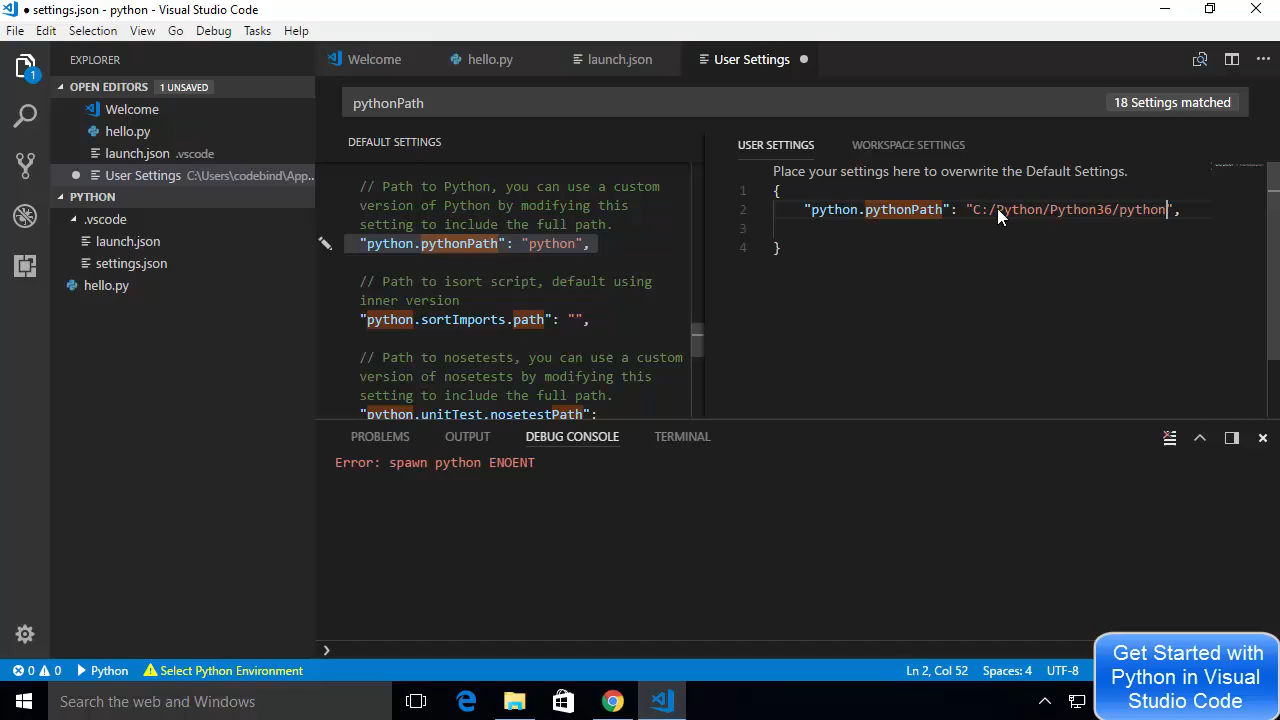 ● settings.json - python - Visual Studio Code
File Edit Selection View Go Debug Tasks Help
EXPLORER
OPEN EDITORS 1 UNSAVED
Welcome
hello.py
launch.json .vscode
● User Settings C:\Users\codebind\App...
PYTHON
.vscode
launch.json
settings.json
hello.py
1
Welcome hello.py launch.json User Settings ●
pythonPath
18 Settings matched
DEFAULT SETTINGS
// Path to Python, you can use a custom
version of Python by modifying this
setting to include the full path.
"python.pythonPath": "python",
// Path to isort script, default using
inner version
"python.sortImports.path": "",
// Path to nosetests, you can use a custom
version of nosetests by modifying this
setting to include the full path.
"python.unitTest.nosetestPath":
USER SETTINGS WORKSPACE SETTINGS
Place your settings here to overwrite the Default Settings.
1 {
2 "python.pythonPath": "C:/Python/Python36/python",
3
4 }
PROBLEMS OUTPUT DEBUG CONSOLE TERMINAL
Error: spawn python ENOENT
0 0 Python Select Python Environment Ln 2, Col 52 Spaces: 4 UTF-8
Search the web and Windows
Get Started with
Python in Visual
Studio Code